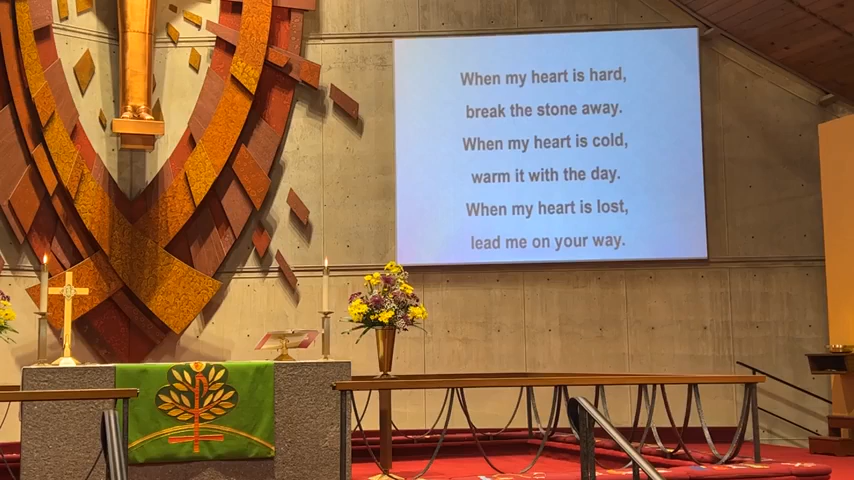 When my heart is hard,
break the stone away.
When my heart is cold,
warm it with the day.
When my heart is lost,
lead me on your way.